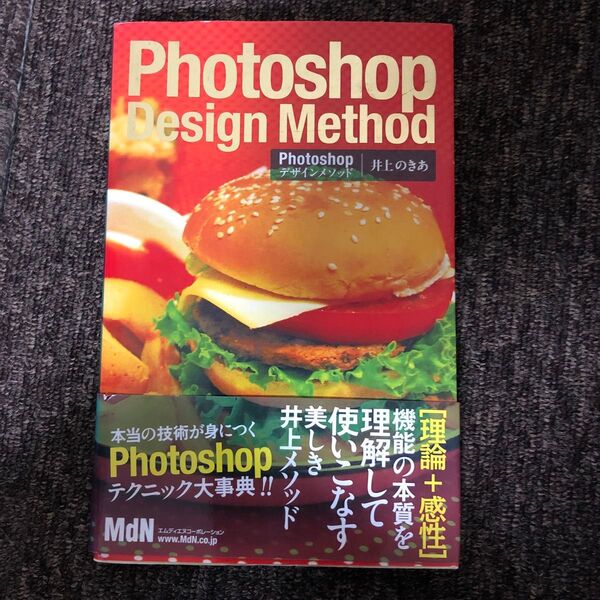 Photoshop
Design Method
Photoshop
デザインメソッド
井上のきあ
[理論+感性]
機能の本質を
理解して
使いこなす
美しき
井上メソッド
本当の技術が身につく
Photoshop
テクニック大事典!!
MdN
エムディエヌコーポレーション
www.MdN.co.jp